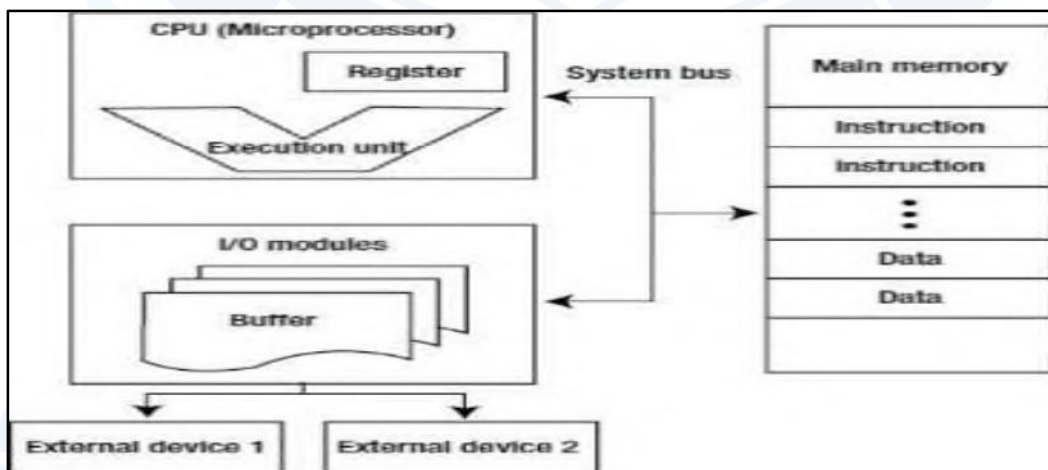 CPU (Microprocessor)
Register
Execution unit
System bus
Main memory
Instruction
Instruction
Data
Data
I/O modules
Buffer
External device 1
External device 2